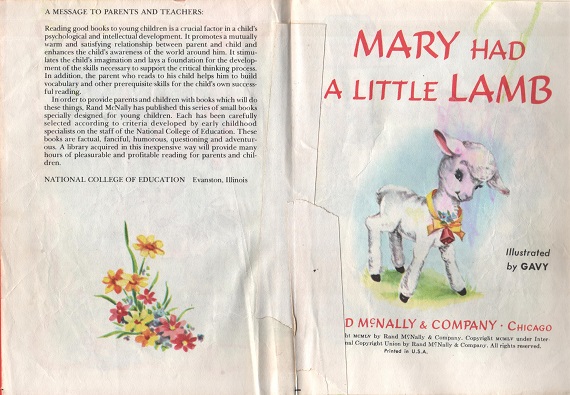 A MESSAGE TO PARENTS AND TEACHERS:
Reading good books to young children is a crucial factor in a child's
psychological and intellectual development. It promotes a mutually
warm and satisfying relationship between parent and child and
enhances the child's awareness of the world around him. It stimu-
lates the child's imagination and lays a foundation for the develop-
ment of the skills necessary to support the critical thinking process.
In addition, the parent who reads to his child helps him to build
vocabulary and other prerequisite skills for the child's own success-
ful reading.
In order to provide parents and children with books which will do
these things, Rand McNally has published this series of small books
specially designed for young children. Each has been carefully
selected according to criteria developed by early childhood
specialists on the staff of the National College of Education. These
books are factual, fanciful, humorous, questioning and adventur-
ous. A library acquired in this inexpensive way will provide many
hours of pleasurable and profitable reading for parents and chil-
dren.
NATIONAL COLLEGE OF EDUCATION Evanston, Illinois
MARY HAD
A LITTLE LAMB
Illustrated
by GAVY
D McNALLY & COMPANY · CHICAGO
ht MCMLV by Rand McNally & Company. Copyright MCMLV under Inter-
nal Copyright Union by Rand McNally & Company. All rights reserved.
Printed in U.S.A.